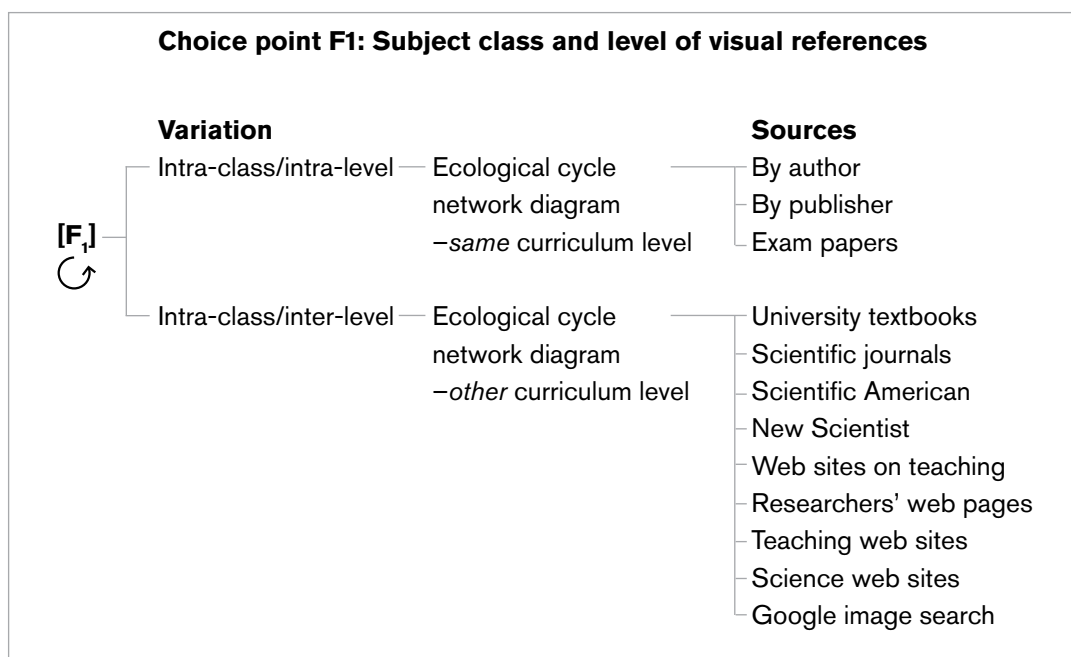 Choice point F1: Subject class and level of visual references
Variation Sources
Intra-class/intra-level Ecological cycle By author
network diagram By publisher
–same curriculum level Exam papers
[F1]
Intra-class/inter-level Ecological cycle University textbooks
network diagram Scientific journals
–other curriculum level Scientific American
New Scientist
Web sites on teaching
Researchers’ web pages
Teaching web sites
Science web sites
Google image search